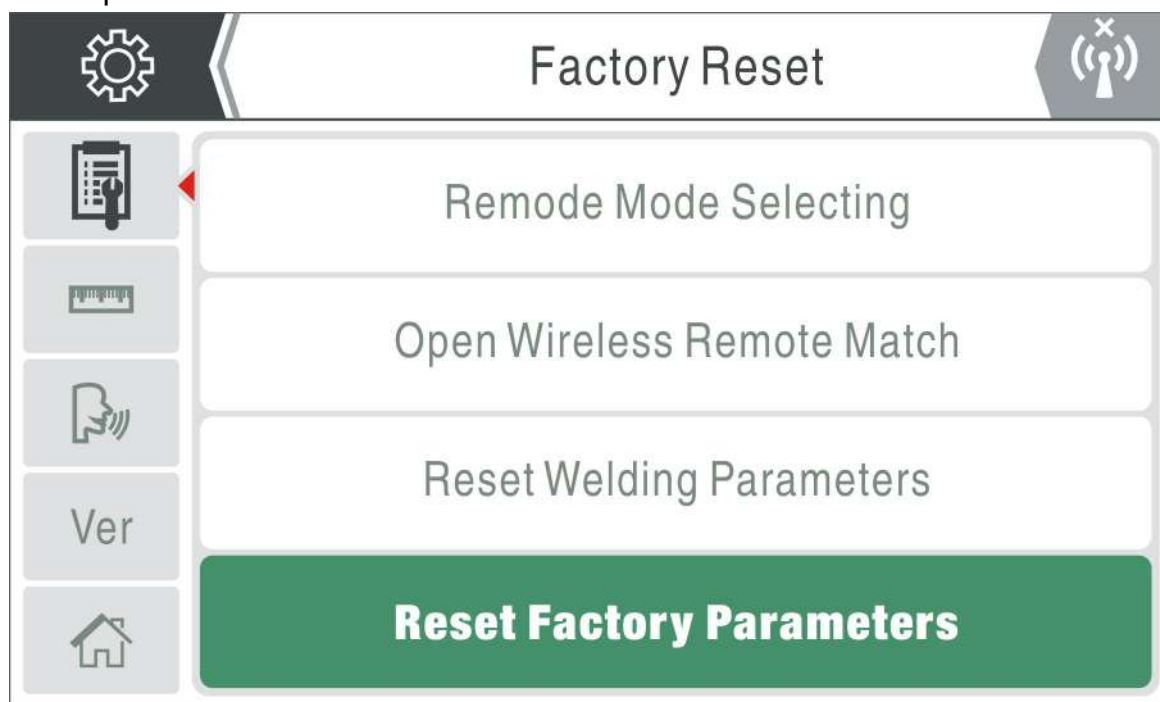 Factory Reset
Remode Mode Selecting
Open Wireless Remote Match
Reset Welding Parameters
Ver
Reset Factory Parameters